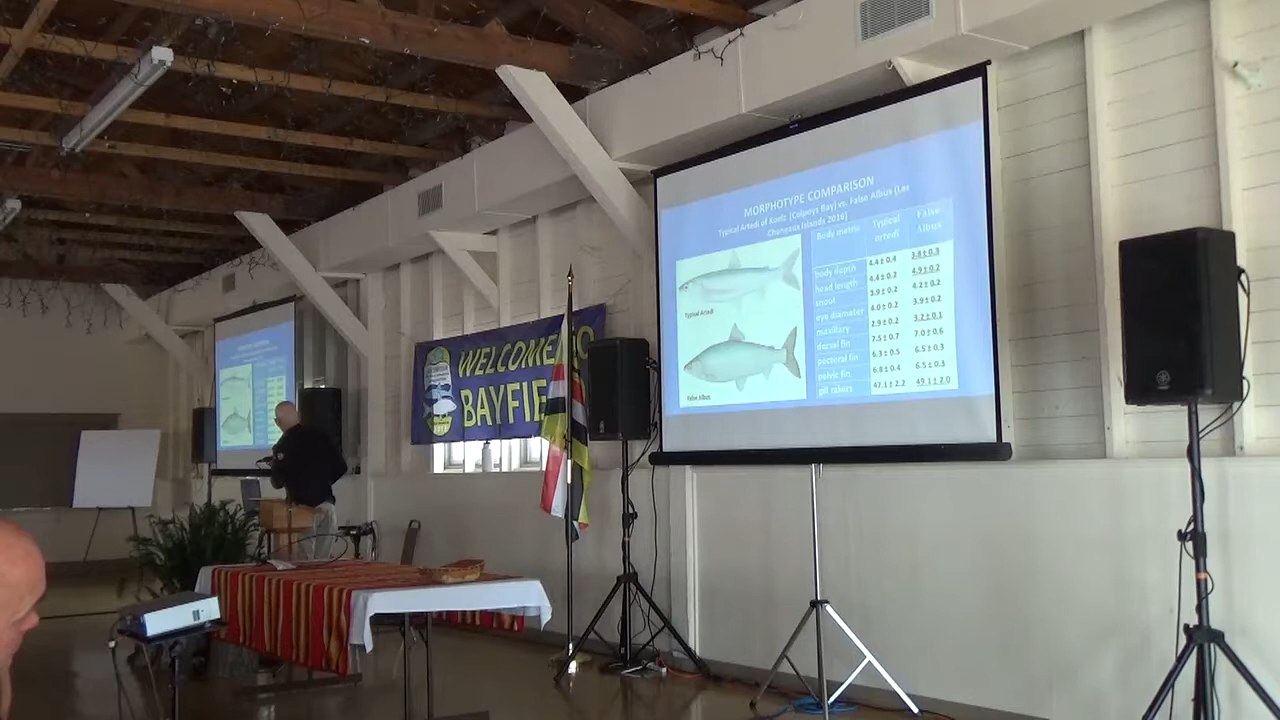 MORPHOTYPE COMPARISON
Typical Artedi of Koelz (Colpoys Bay) vs. False Albus (Les
Cheneaux Islands 2016)
Body metric Typical artedi False Albus
body depth 4.4 ± 0.4 3.8 ± 0.3
head length 4.4 ± 0.2 4.9 ± 0.2
snout 3.9 ± 0.2 4.2 ± 0.2
eye diameter 4.0 ± 0.2 3.9 ± 0.2
maxillary 2.9 ± 0.2 3.2 ± 0.1
dorsal fin 7.5 ± 0.7 7.0 ± 0.6
pectoral fin 6.3 ± 0.5 6.5 ± 0.3
pelvic fin 6.8 ± 0.4 6.5 ± 0.3
gill rakers 47.1 ± 2.2 49.1 ± 2.0
Typical Artedi
False Albus
WELCOME TO
BAYFIE